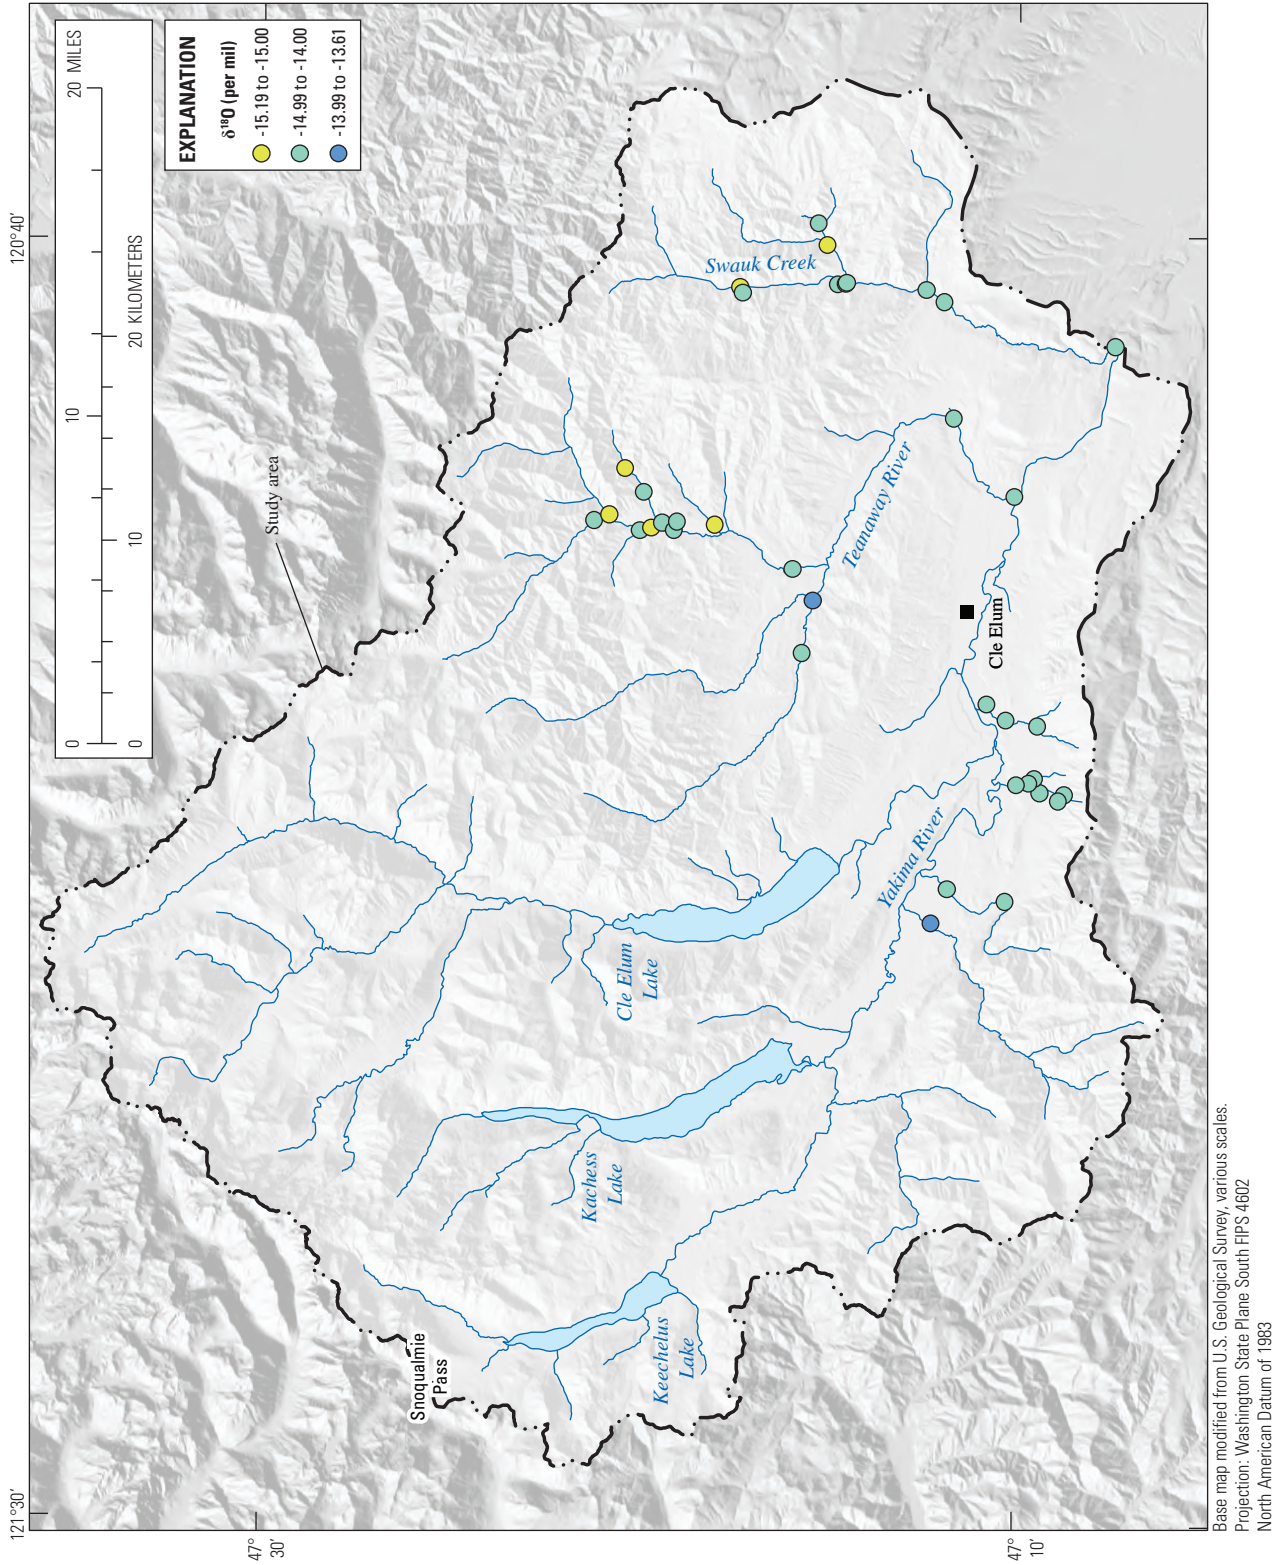 121°30′
120°40′
47°
30′
47°
10′
0
10
20 MILES
0
10
20 KILOMETERS
EXPLANATION
δ¹⁸O (per mil)
-15.19 to -15.00
-14.99 to -14.00
-13.99 to -13.61
Study area
Snoqualmie
Pass
Keechelus
Lake
Kachess
Lake
Cle Elum
Lake
Yakima River
Cle Elum
Teanaway River
Swauk Creek
Base map modified from U.S. Geological Survey, various scales.
Projection: Washington State Plane South FIPS 4602
North American Datum of 1983